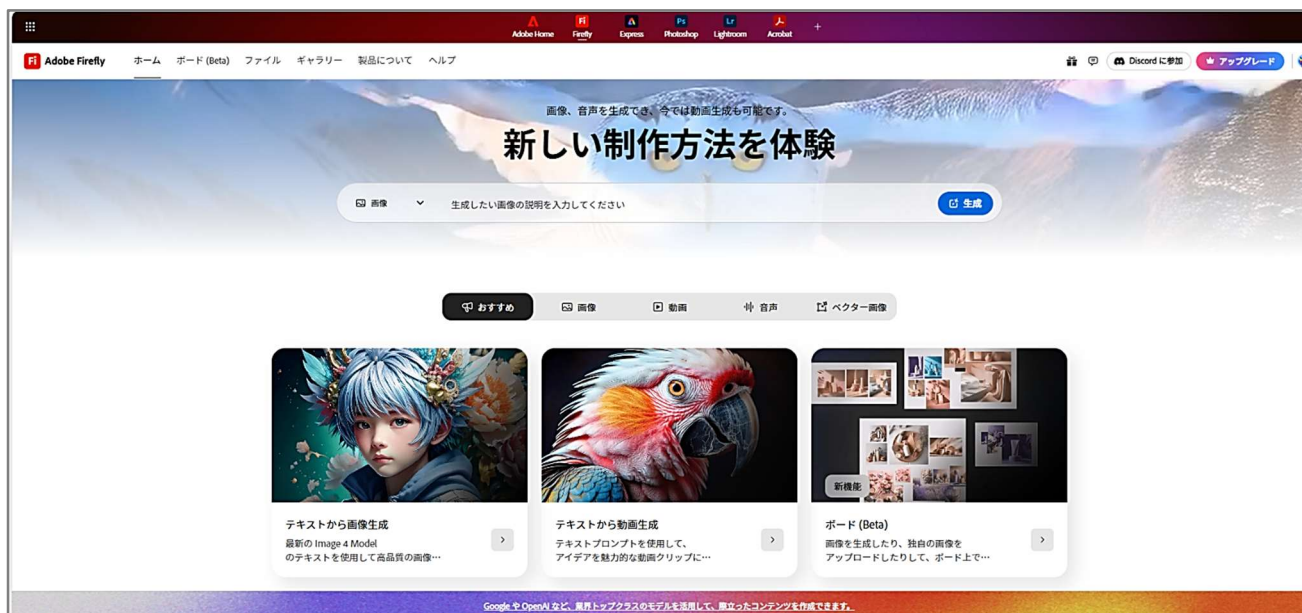 Adobe Home
Firefly
Express
Photoshop
Lightroom
Acrobat
+
Fi Adobe Firefly
ホーム
ボード (Beta)
ファイル
ギャラリー
製品について
ヘルプ
Discord に参加
アップグレード
画像、音声を生成でき、今では動画生成も可能です。
新しい制作方法を体験
画像
生成したい画像の説明を入力してください
生成
おすすめ
画像
動画
音声
ベクター画像
新機能
テキストから画像生成
最新の Image 4 Model
のテキストを使用して高品質の画像…
テキストから動画生成
テキストプロンプトを使用して、
アイデアを魅力的な動画クリップに…
ボード (Beta)
画像を生成したり、独自の画像を
アップロードしたりして、ボード上で…
Google や OpenAI など、業界トップクラスのモデルを活用して、際立ったコンテンツを作成できます。